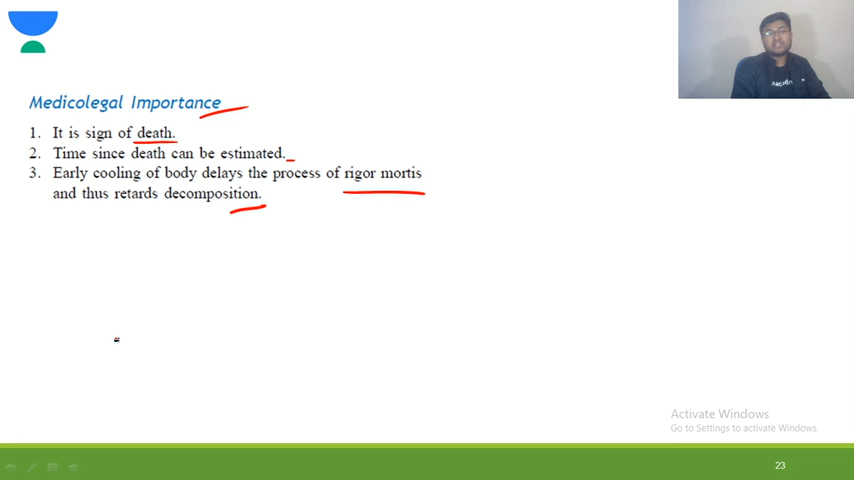 Medicolegal Importance
1. It is sign of death.
2. Time since death can be estimated.
3. Early cooling of body delays the process of rigor mortis
and thus retards decomposition.
Activate Windows
Go to Settings to activate Windows.
23